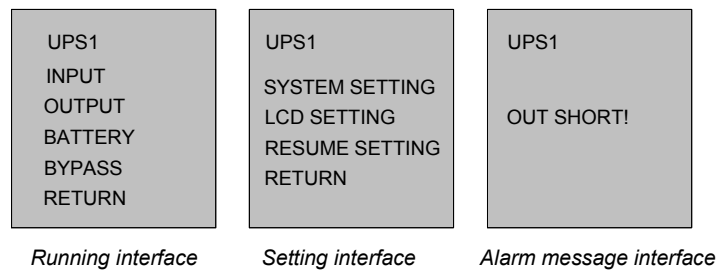 UPS1
INPUT
OUTPUT
BATTERY
BYPASS
RETURN
Running interface
UPS1
SYSTEM SETTING
LCD SETTING
RESUME SETTING
RETURN
Setting interface
UPS1
OUT SHORT!
Alarm message interface